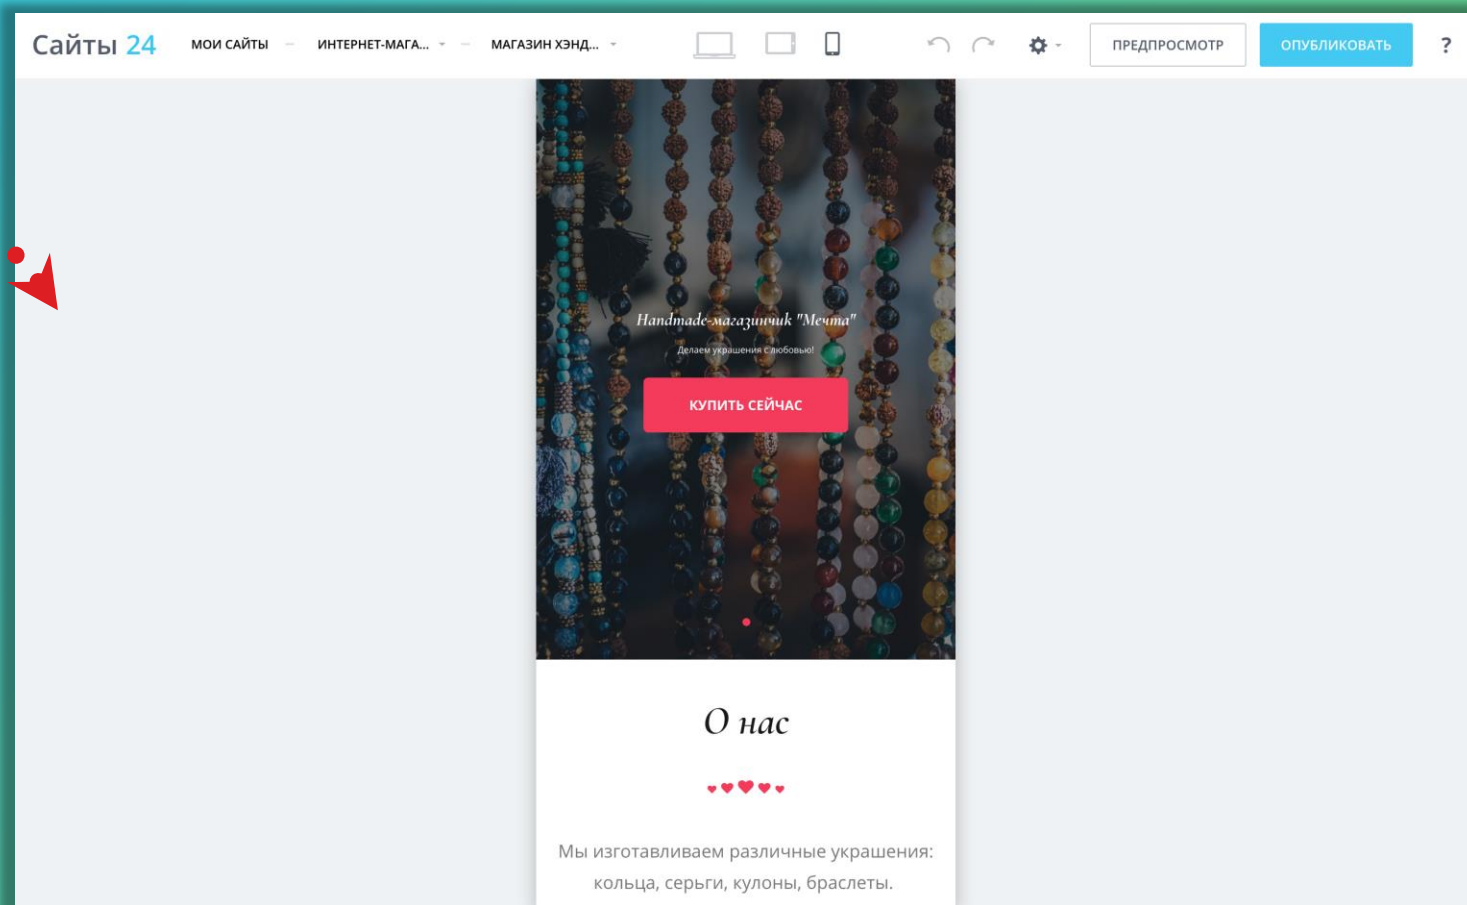 Сайты 24
МОИ САЙТЫ
ИНТЕРНЕТ-МАГА...
МАГАЗИН ХЭНД...
ПРЕДПРОСМОТР
ОПУБЛИКОВАТЬ
?
Handmade-магазинчик "Мечта"
Делаем украшения с любовью!
КУПИТЬ СЕЙЧАС
О нас
Мы изготавливаем различные украшения:
кольца, серьги, кулоны, браслеты.